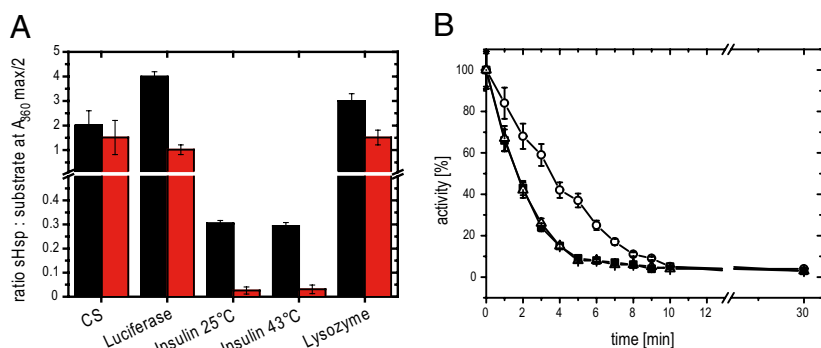 A
B
ratio sHsp : substrate at A360 max/2
5
4
3
2
1
0.4
0.3
0.2
0.1
0
CS
Luciferase
Insulin 25°C
Insulin 43°C
Lysozyme
activity [%]
100
80
60
40
20
0
0 2 4 6 8 10 12 30
time [min]